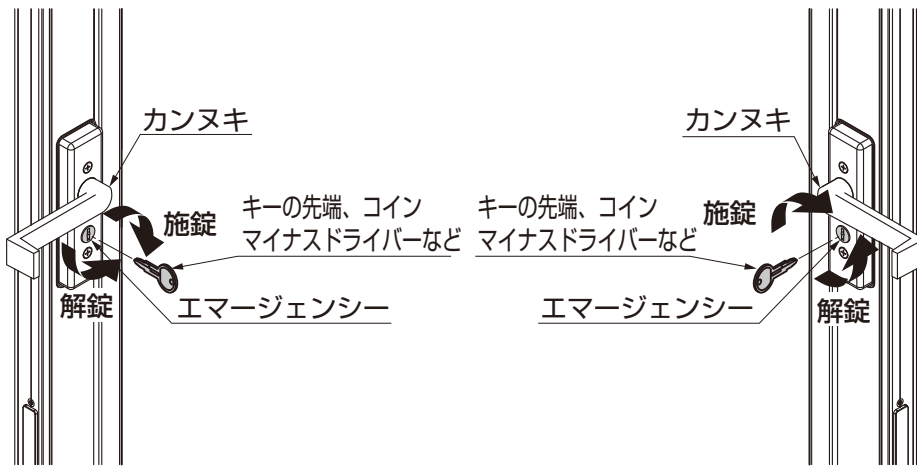 カンヌキ
施錠
キーの先端、コイン
マイナスドライバーなど
解錠
エマージェンシー
カンヌキ
キーの先端、コイン
マイナスドライバーなど
施錠
エマージェンシー
解錠